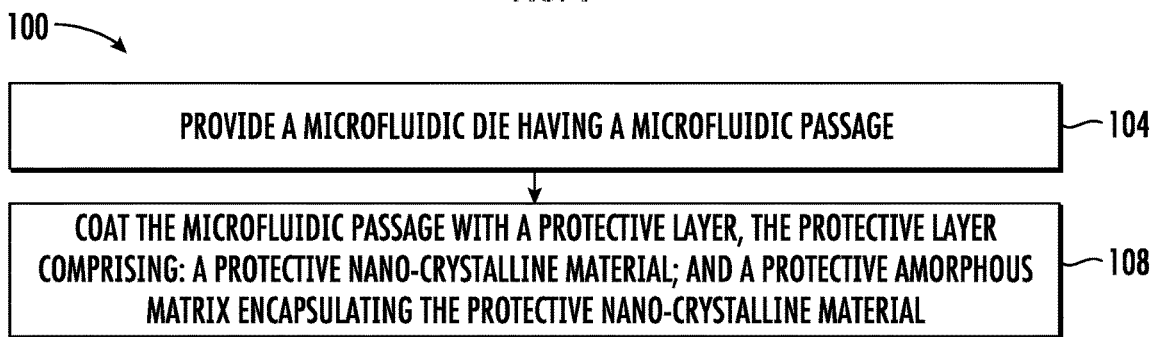 100
PROVIDE A MICROFLUIDIC DIE HAVING A MICROFLUIDIC PASSAGE
104
COAT THE MICROFLUIDIC PASSAGE WITH A PROTECTIVE LAYER, THE PROTECTIVE LAYER
COMPRISING: A PROTECTIVE NANO-CRYSTALLINE MATERIAL; AND A PROTECTIVE AMORPHOUS
MATRIX ENCAPSULATING THE PROTECTIVE NANO-CRYSTALLINE MATERIAL
108